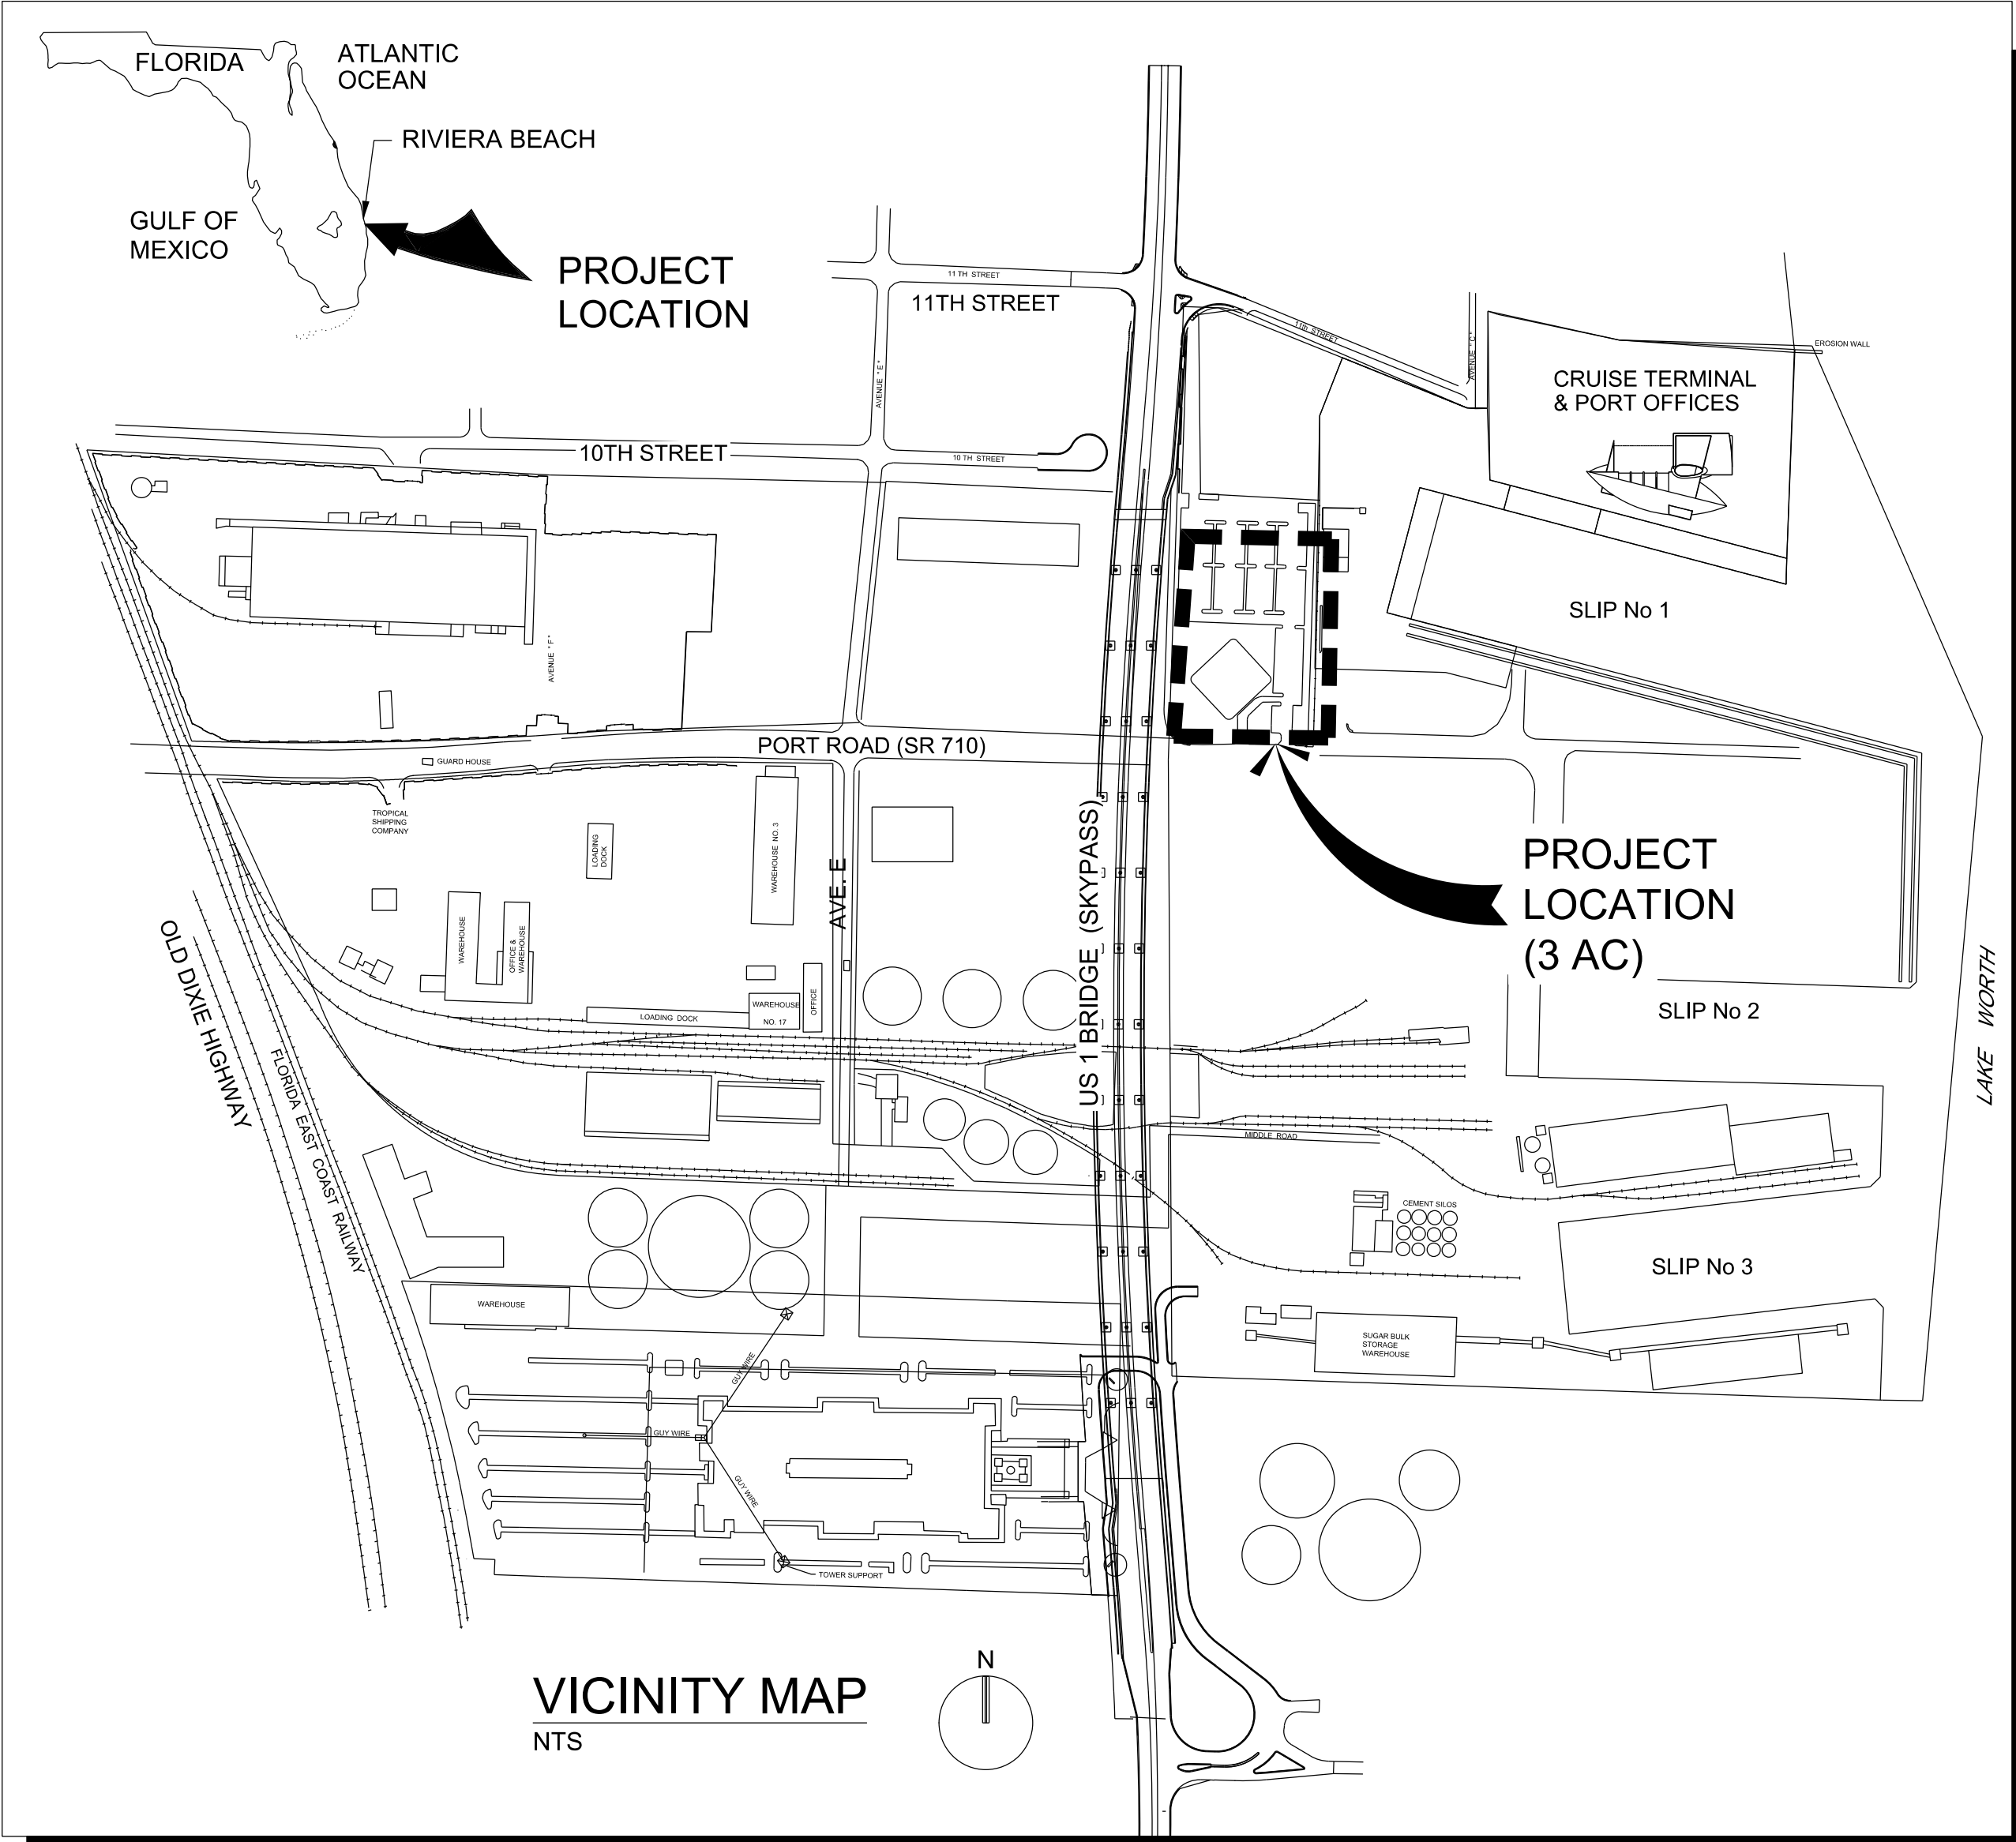 FLORIDA
ATLANTIC
OCEAN
RIVIERA BEACH
GULF OF
MEXICO
PROJECT
LOCATION
11 TH STREET
11TH STREET
11th STREET
AVENUE "E"
AVENUE "C"
EROSION WALL
CRUISE TERMINAL
& PORT OFFICES
10TH STREET
10 TH STREET
SLIP No 1
AVENUE "F"
PORT ROAD (SR 710)
GUARD HOUSE
TROPICAL
SHIPPING
COMPANY
LOADING
DOCK
WAREHOUSE NO. 3
AVE. E
US 1 BRIDGE (SKYPASS)
PROJECT
LOCATION
(3 AC)
WAREHOUSE
OFFICE &
WAREHOUSE
OLD DIXIE HIGHWAY
FLORIDA EAST COAST RAILWAY
LOADING DOCK
WAREHOUSE
NO. 17
OFFICE
SLIP No 2
LAKE WORTH
MIDDLE ROAD
CEMENT SILOS
SLIP No 3
WAREHOUSE
SUGAR BULK
STORAGE
WAREHOUSE
GUY WIRE
GUY WIRE
GUY WIRE
TOWER SUPPORT
VICINITY MAP
NTS
N